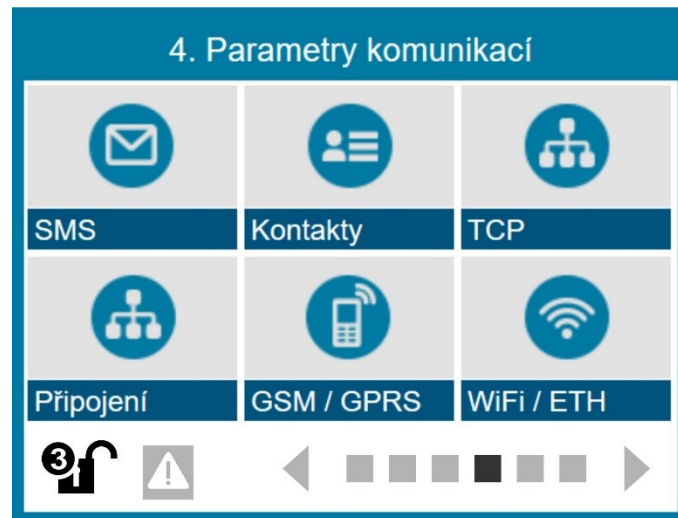 4. Parametry komunikací
SMS
Kontakty
TCP
Připojení
GSM / GPRS
WiFi / ETH
3